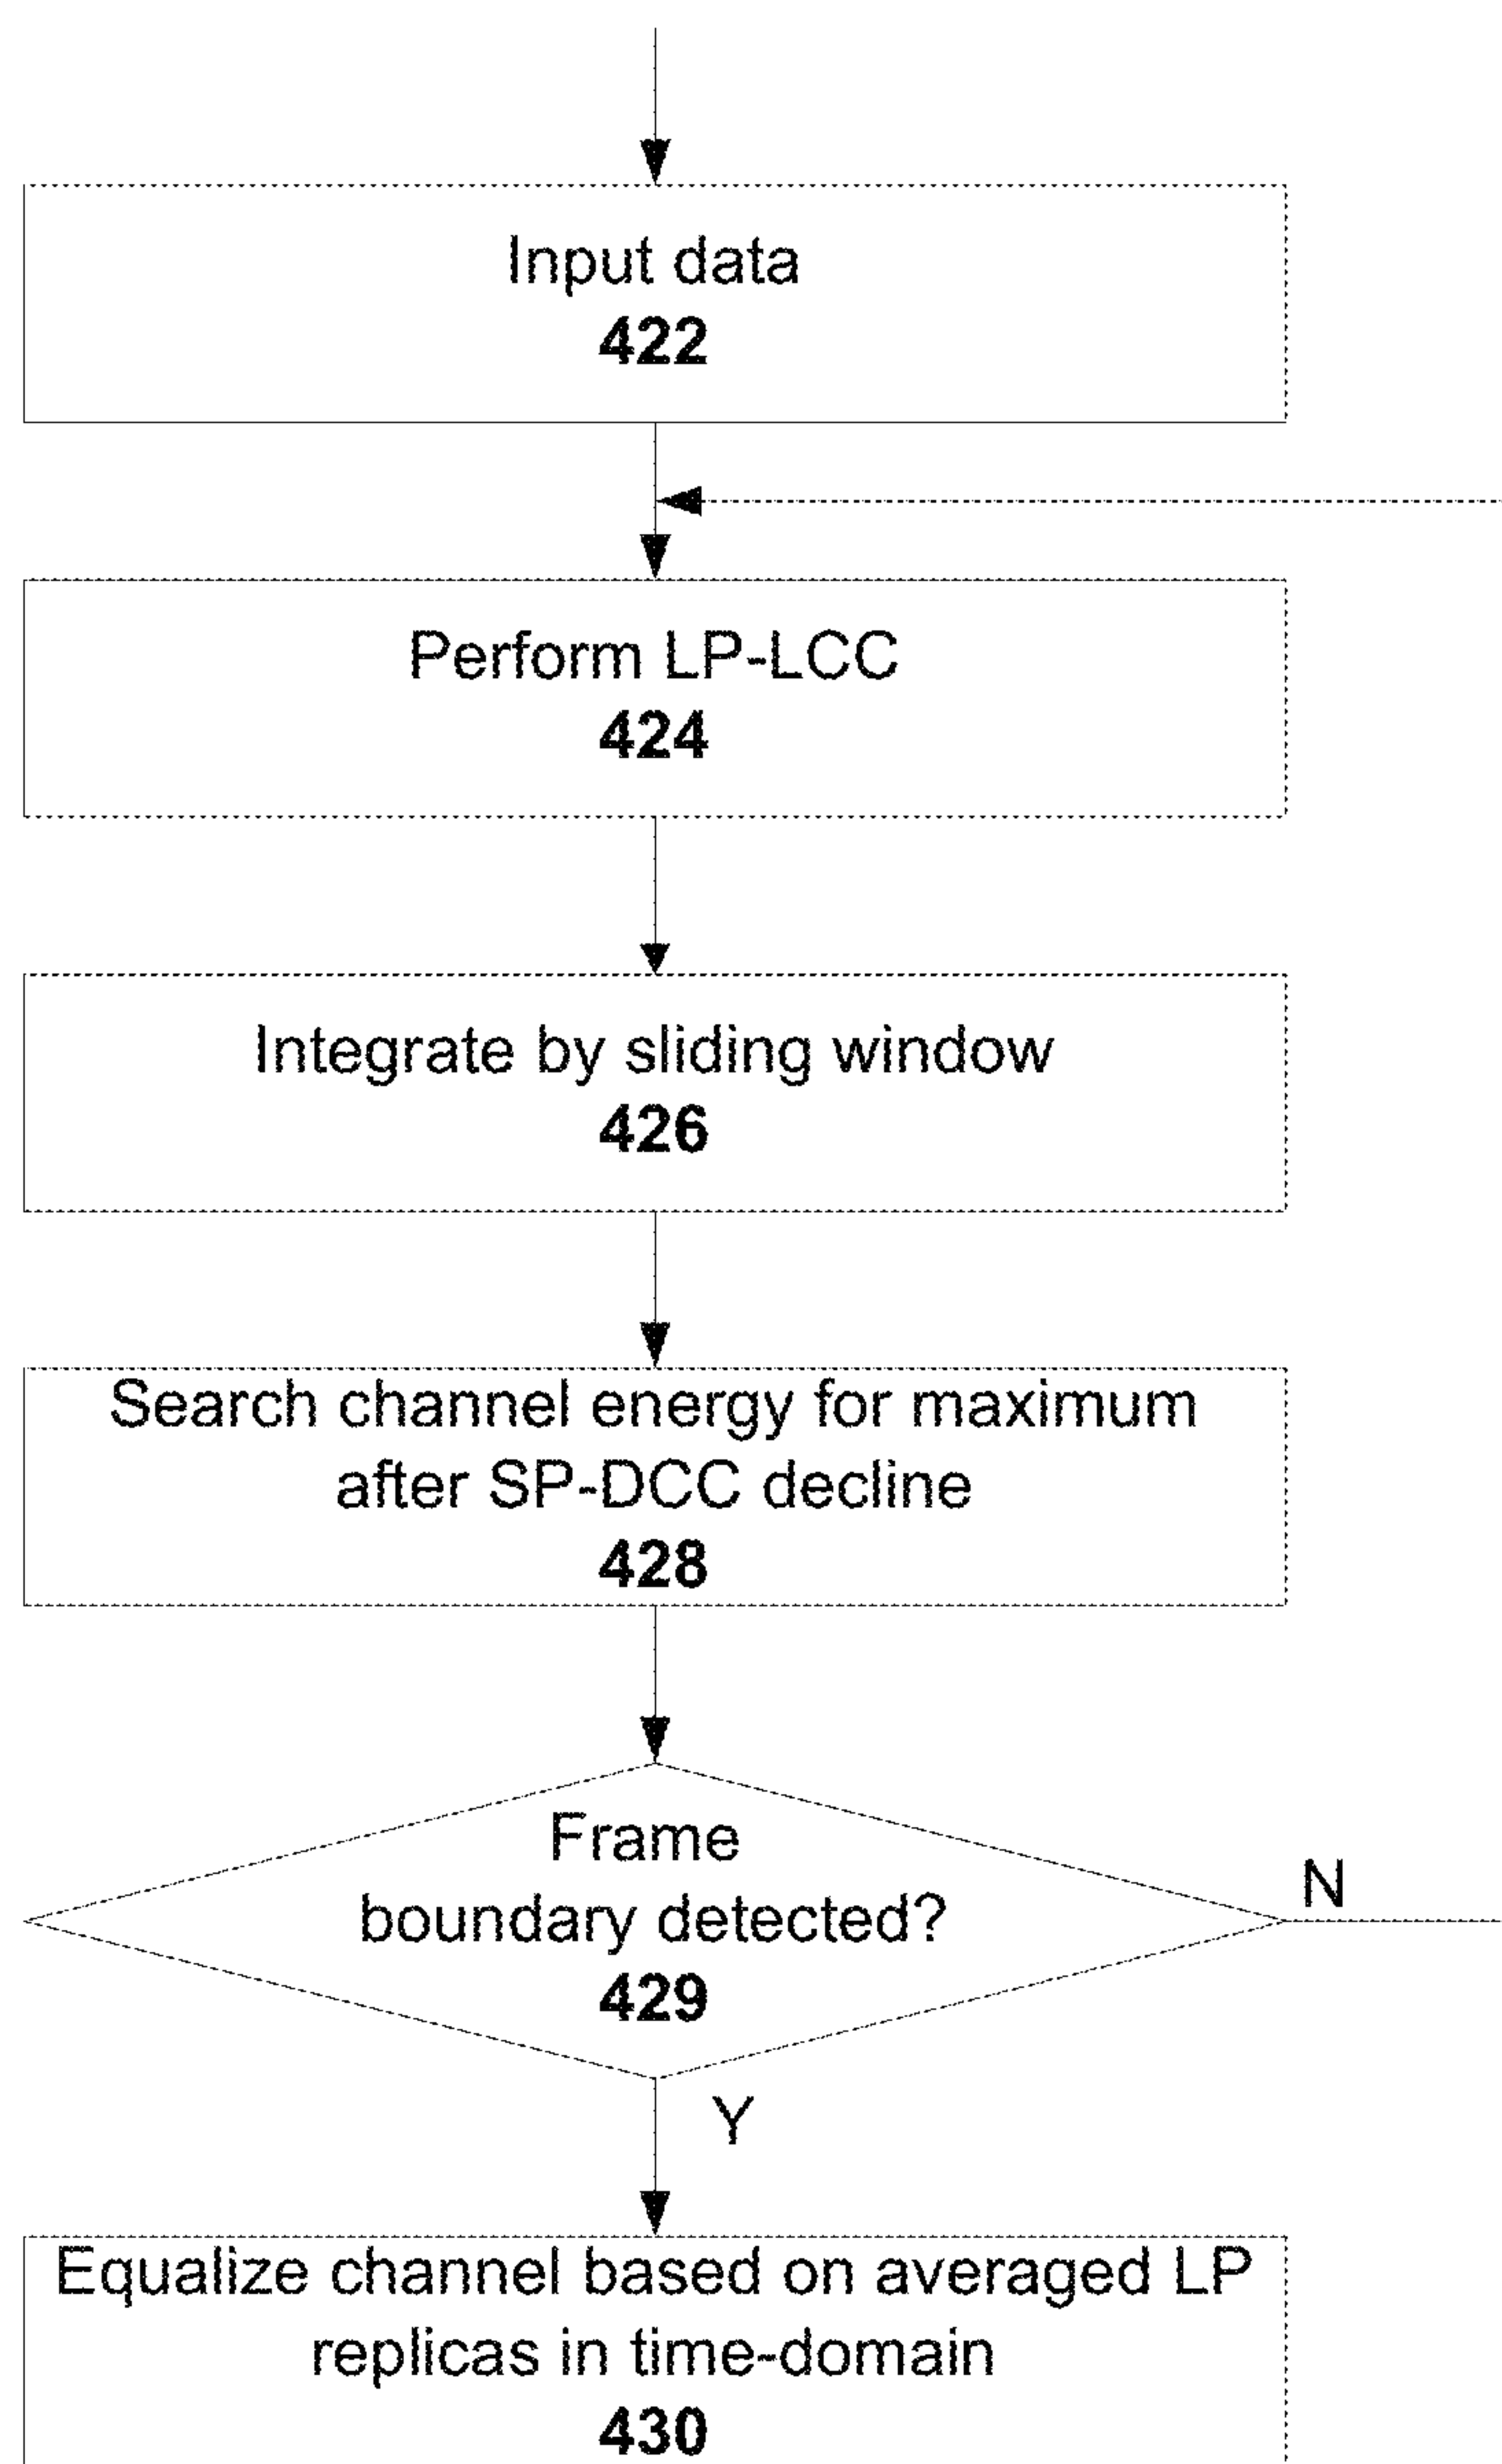 Input data
422
Perform LP-LCC
424
Integrate by sliding window
426
Search channel energy for maximum
after SP-DCC decline
428
Frame
boundary detected?
429
N
Y
Equalize channel based on averaged LP
replicas in time-domain
430